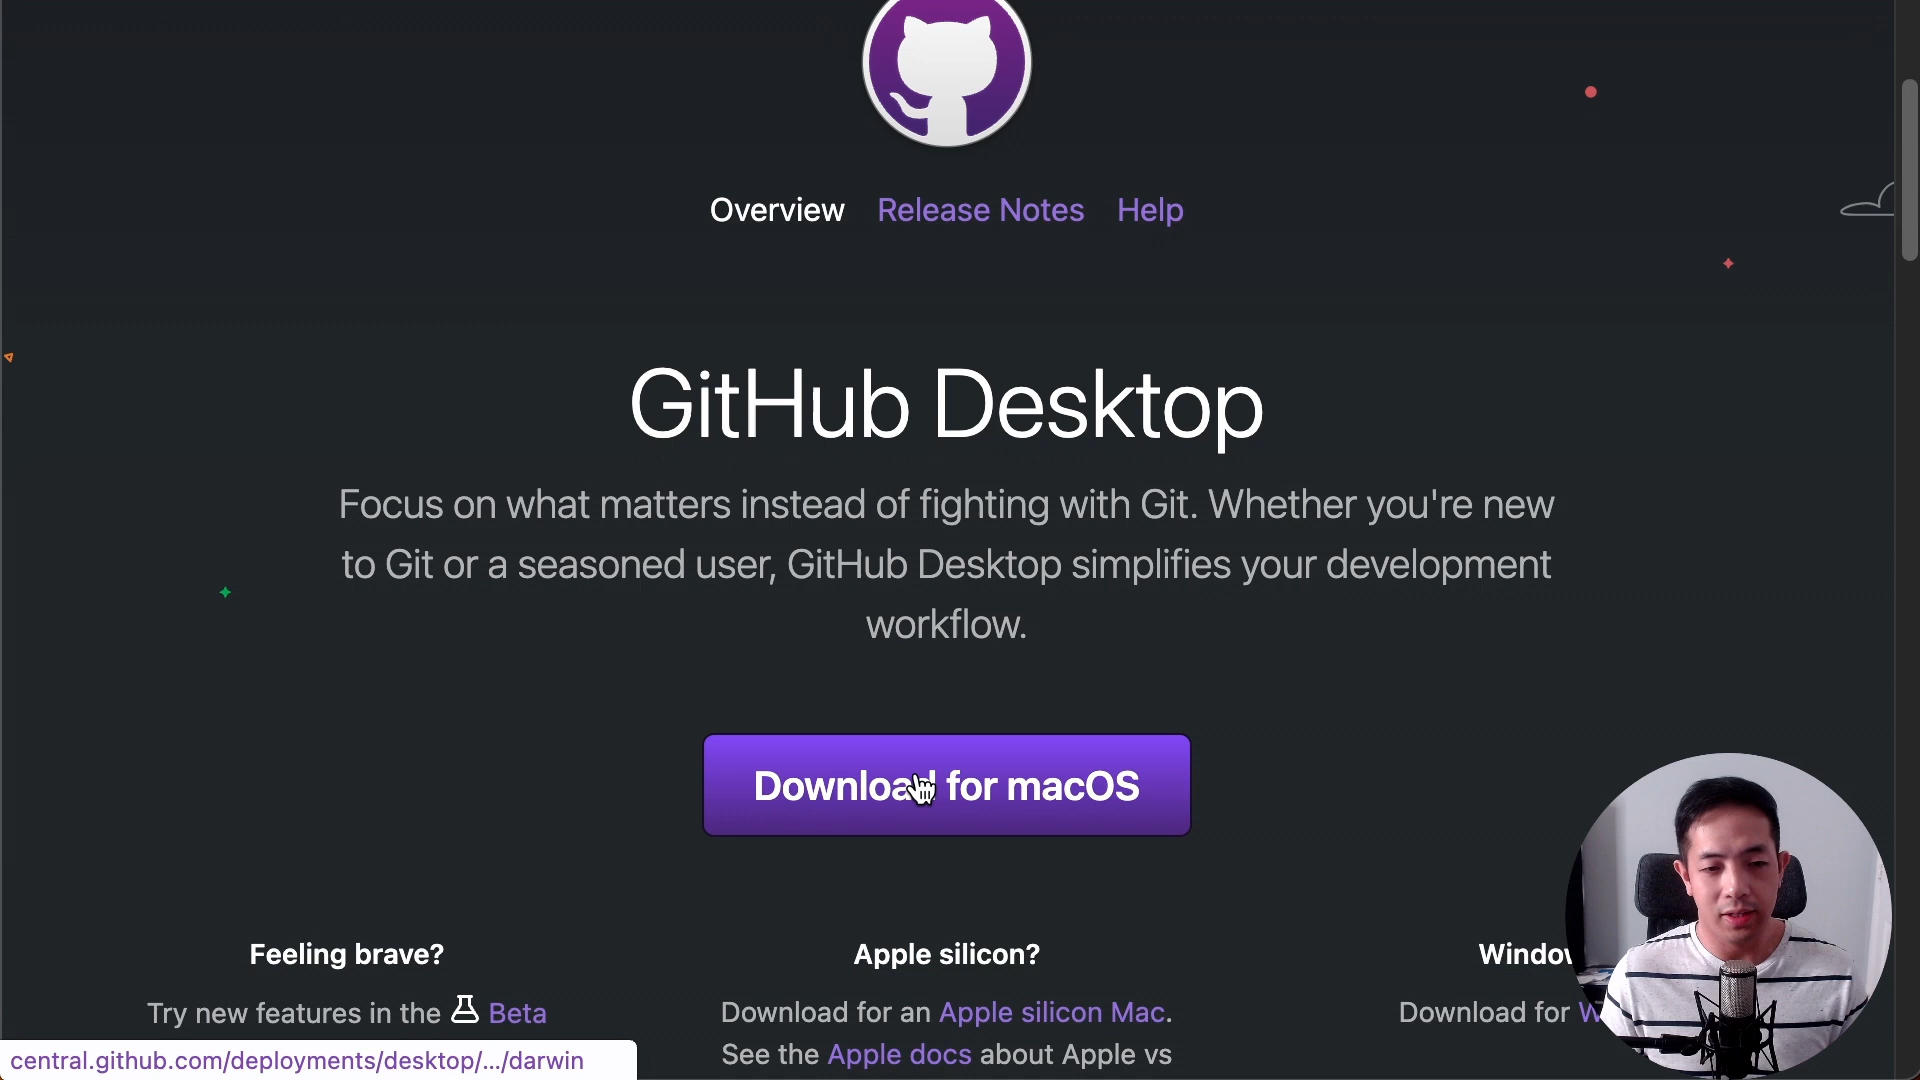 Overview Release Notes Help
GitHub Desktop
Focus on what matters instead of fighting with Git. Whether you're new
to Git or a seasoned user, GitHub Desktop simplifies your development
workflow.
Download for macOS
Feeling brave?
Try new features in the Beta
Apple silicon?
Download for an Apple silicon Mac.
See the Apple docs about Apple vs
Download for
central.github.com/deployments/desktop/.../darwin